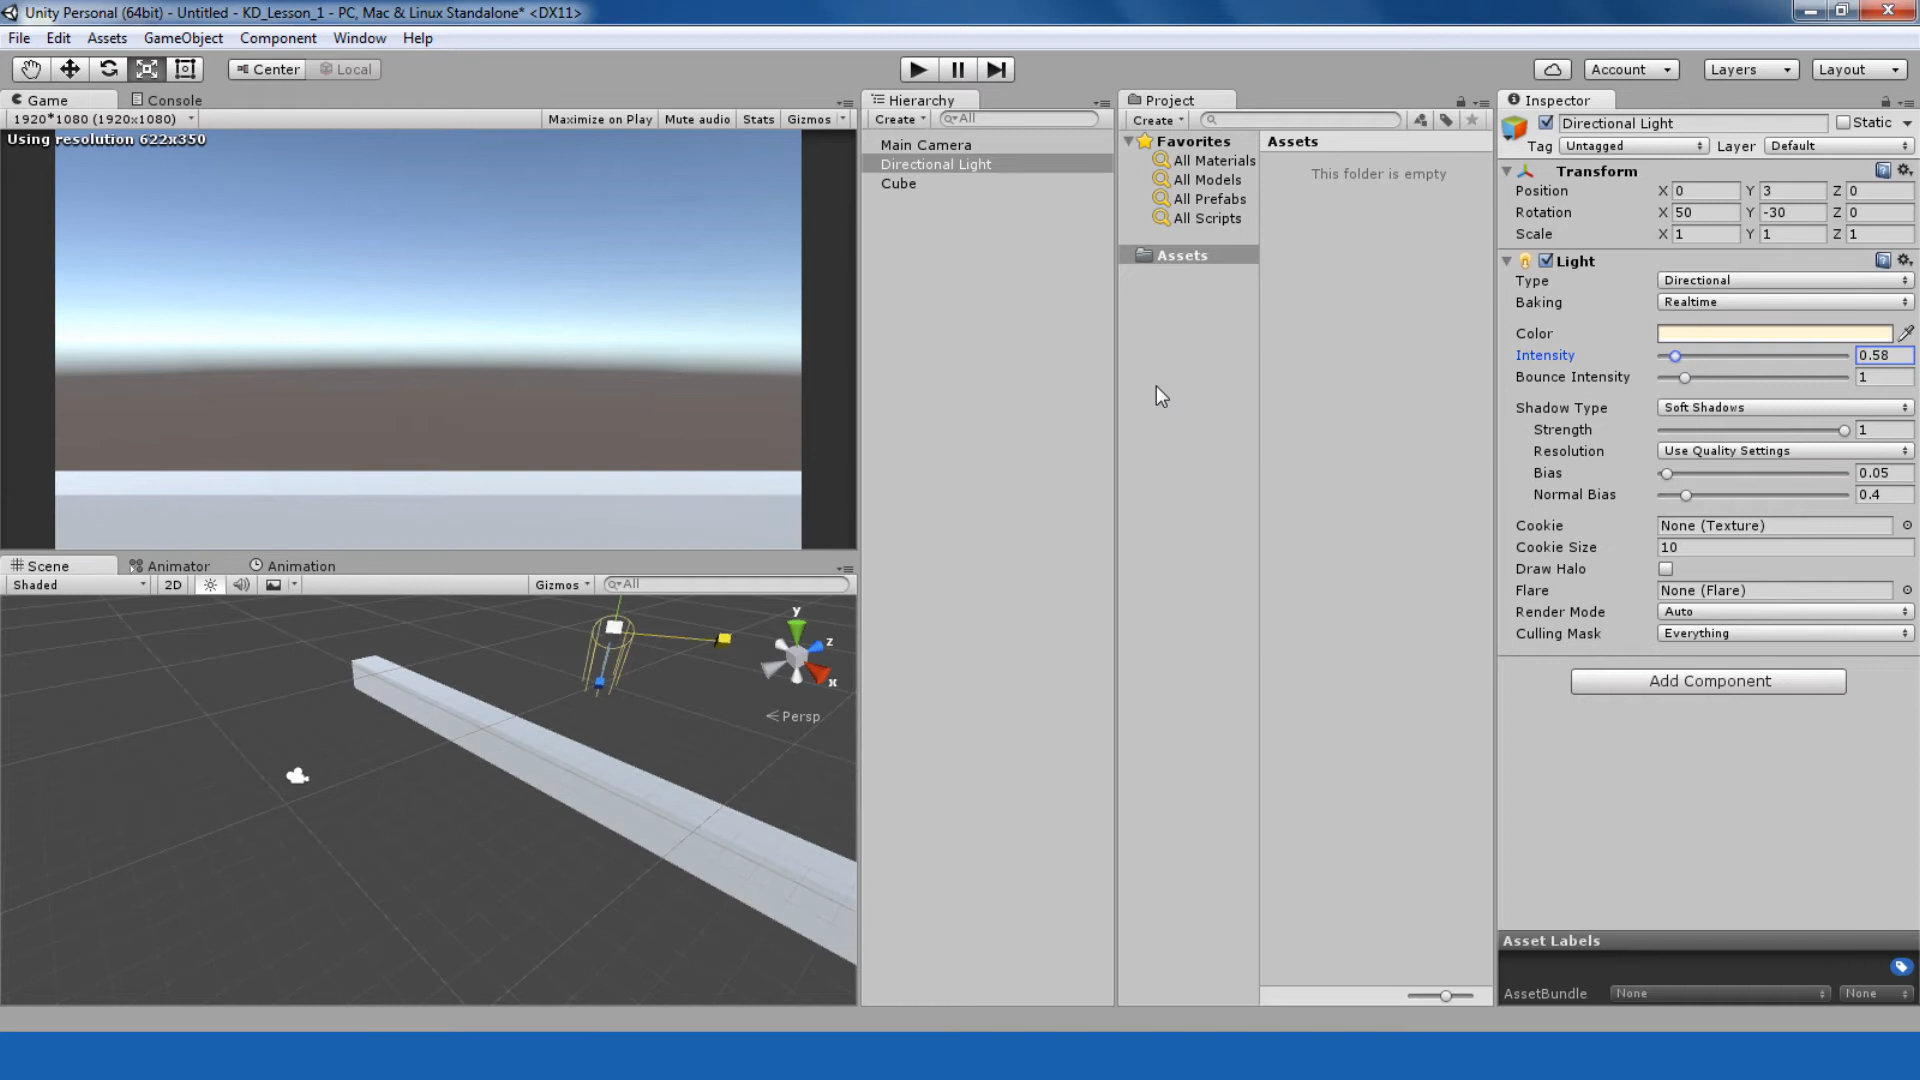 Unity Personal (64bit) - Untitled - KD_Lesson_1 - PC, Mac & Linux Standalone* <DX11>
File Edit Assets GameObject Component Window Help
Center Local Account Layers Layout
Game Console
1920*1080 (1920x1080) Maximize on Play Mute audio Stats Gizmos
Using resolution 622x350
Scene Animator Animation
Shaded 2D Gizmos All
y
z
x
Persp
Hierarchy
Create All
Main Camera
Directional Light
Cube
Project
Create
Favorites
All Materials
All Models
All Prefabs
All Scripts
Assets
Assets
This folder is empty
Inspector
Directional Light Static
Tag Untagged Layer Default
Transform
Position X 0 Y 3 Z 0
Rotation X 50 Y -30 Z 0
Scale X 1 Y 1 Z 1
Light
Type Directional
Baking Realtime
Color
Intensity 0.58
Bounce Intensity 1
Shadow Type Soft Shadows
Strength 1
Resolution Use Quality Settings
Bias 0.05
Normal Bias 0.4
Cookie None (Texture)
Cookie Size 10
Draw Halo
Flare None (Flare)
Render Mode Auto
Culling Mask Everything
Add Component
Asset Labels
AssetBundle None None